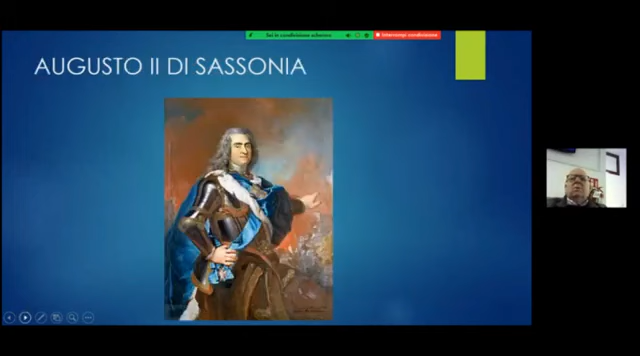 Sei in condivisione schermo
Interrompi condivisione
AUGUSTO II DI SASSONIA